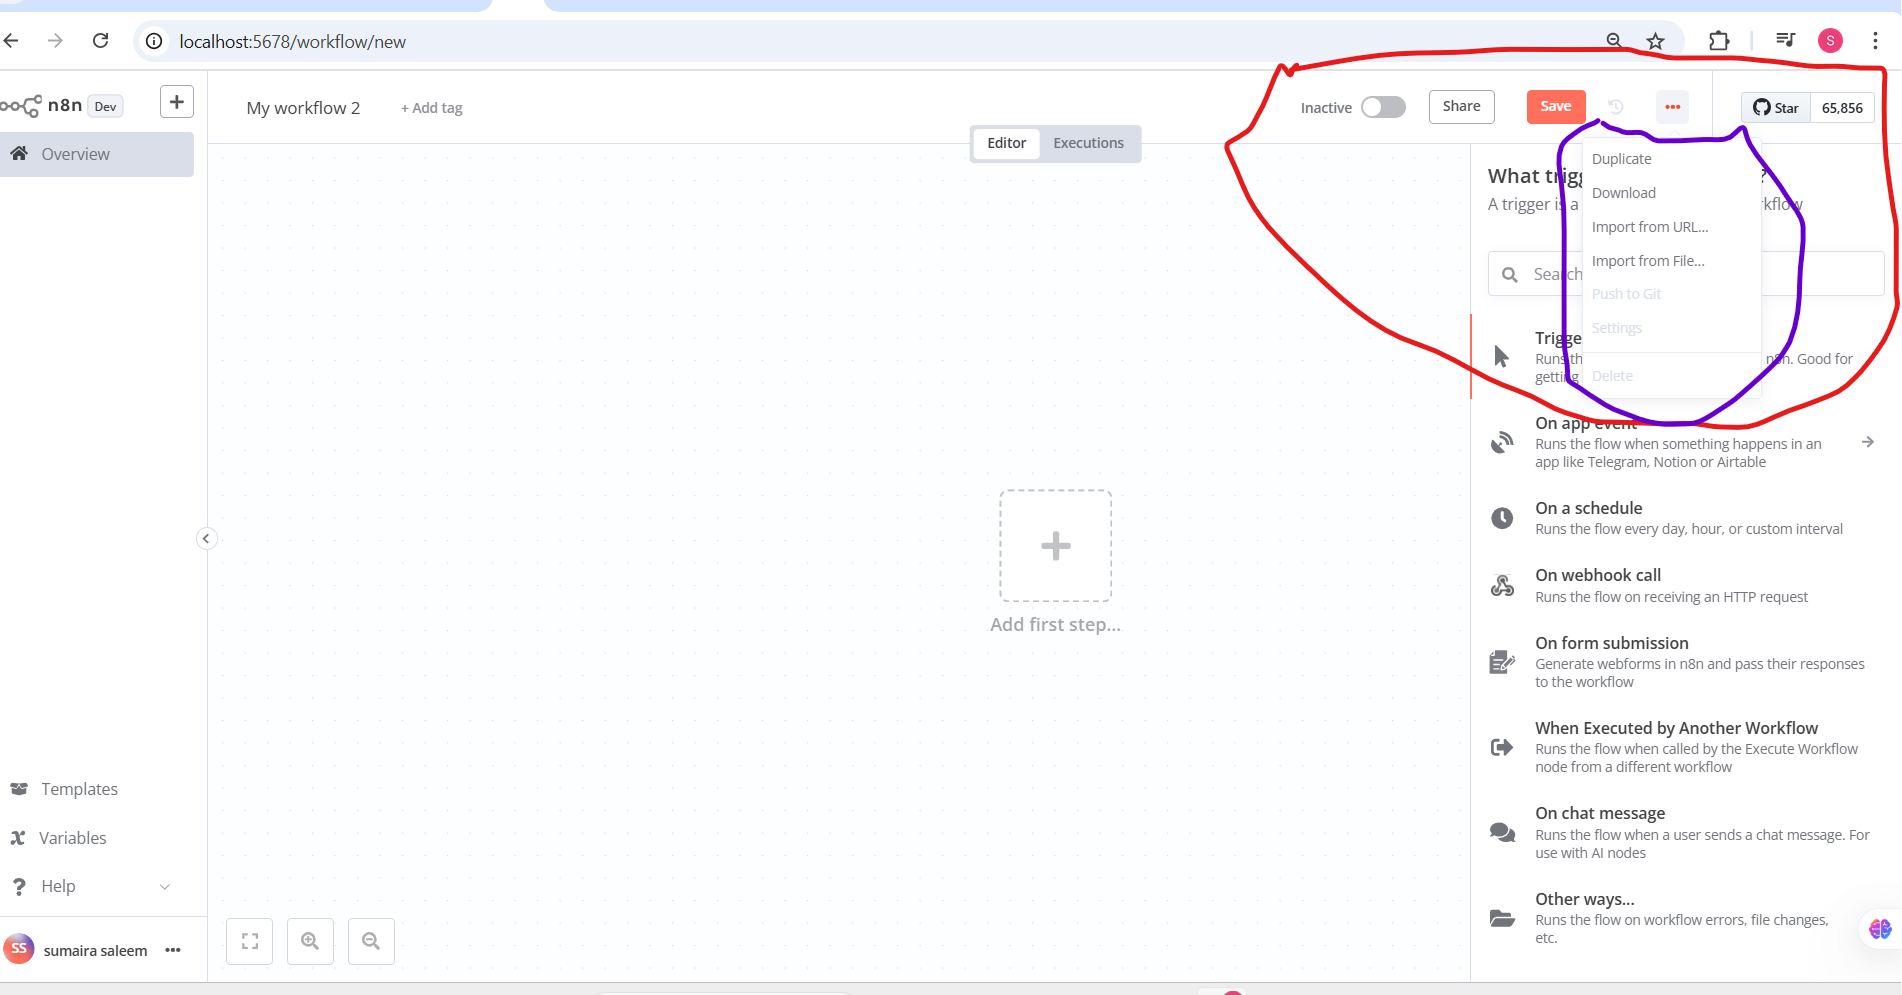 localhost:5678/workflow/new
S
n8n Dev
+
My workflow 2 + Add tag
Inactive Share Save ••• Star 65,856
Overview
Editor Executions
Duplicate
Download
Import from URL...
Import from File...
Push to Git
Settings
Delete
What trig ?
A trigger is a rkflow
Search
Trigge
Runs th n8n. Good for
getting
On app event
Runs the flow when something happens in an
app like Telegram, Notion or Airtable
On a schedule
Runs the flow every day, hour, or custom interval
On webhook call
Runs the flow on receiving an HTTP request
On form submission
Generate webforms in n8n and pass their responses
to the workflow
When Executed by Another Workflow
Runs the flow when called by the Execute Workflow
node from a different workflow
On chat message
Runs the flow when a user sends a chat message. For
use with AI nodes
Other ways...
Runs the flow on workflow errors, file changes,
etc.
Add first step...
Templates
Variables
Help
SS sumaira saleem •••